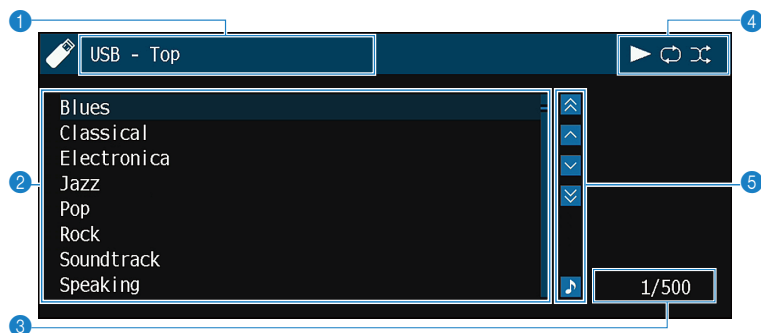 1
4
USB - Top
Blues
Classical
Electronica
2
Jazz
5
Pop
Rock
Soundtrack
Speaking
1/500
3